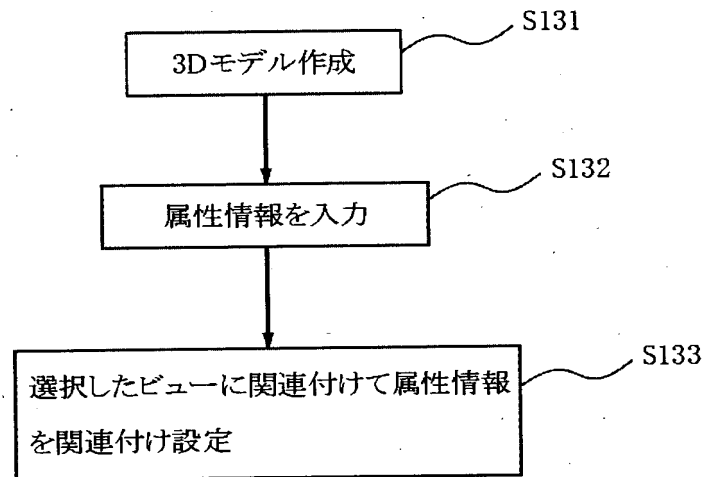 S131
3Dモデル作成
S132
属性情報を入力
S133
選択したビューに関連付けて属性情報
を関連付け設定